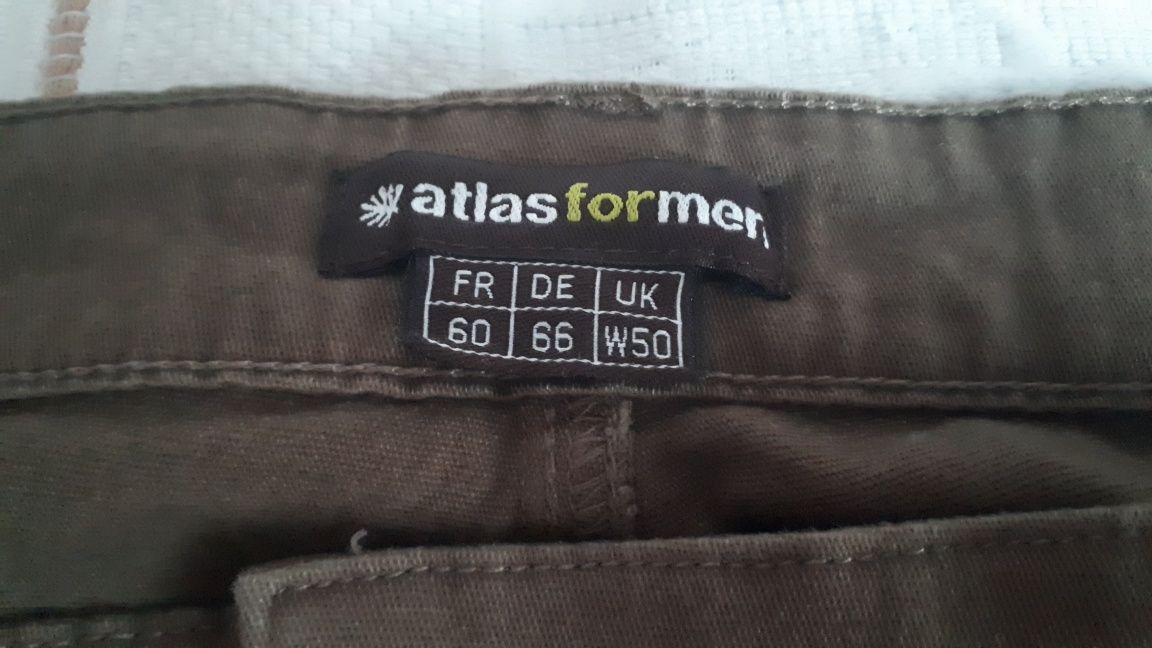 atlasformen
FR DE UK
60 66 W50